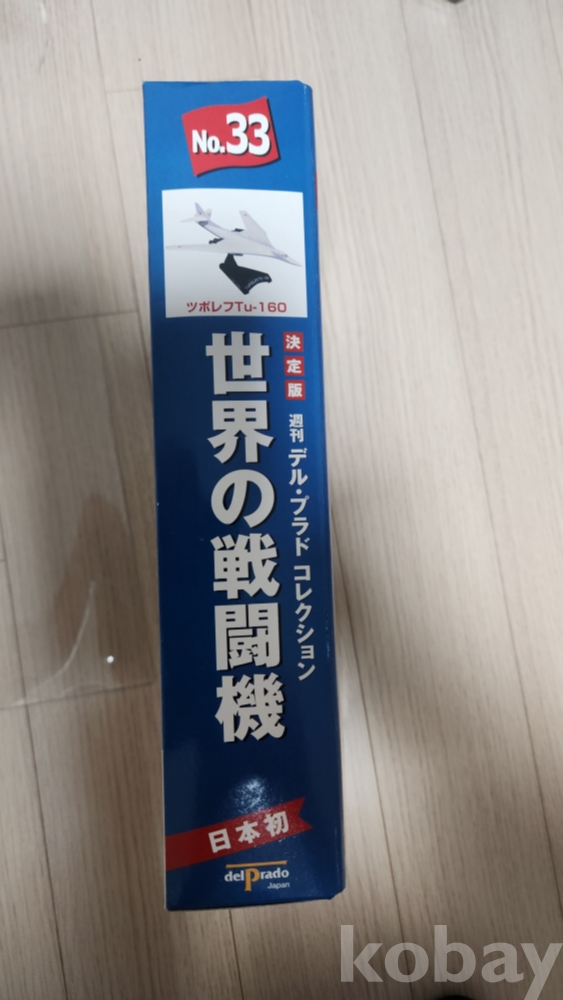 No.33
ツポレフTu-160
決定版
週刊 デル・プラド コレクション
世界の戦闘機
日本初
delPrado
Japan
kobay